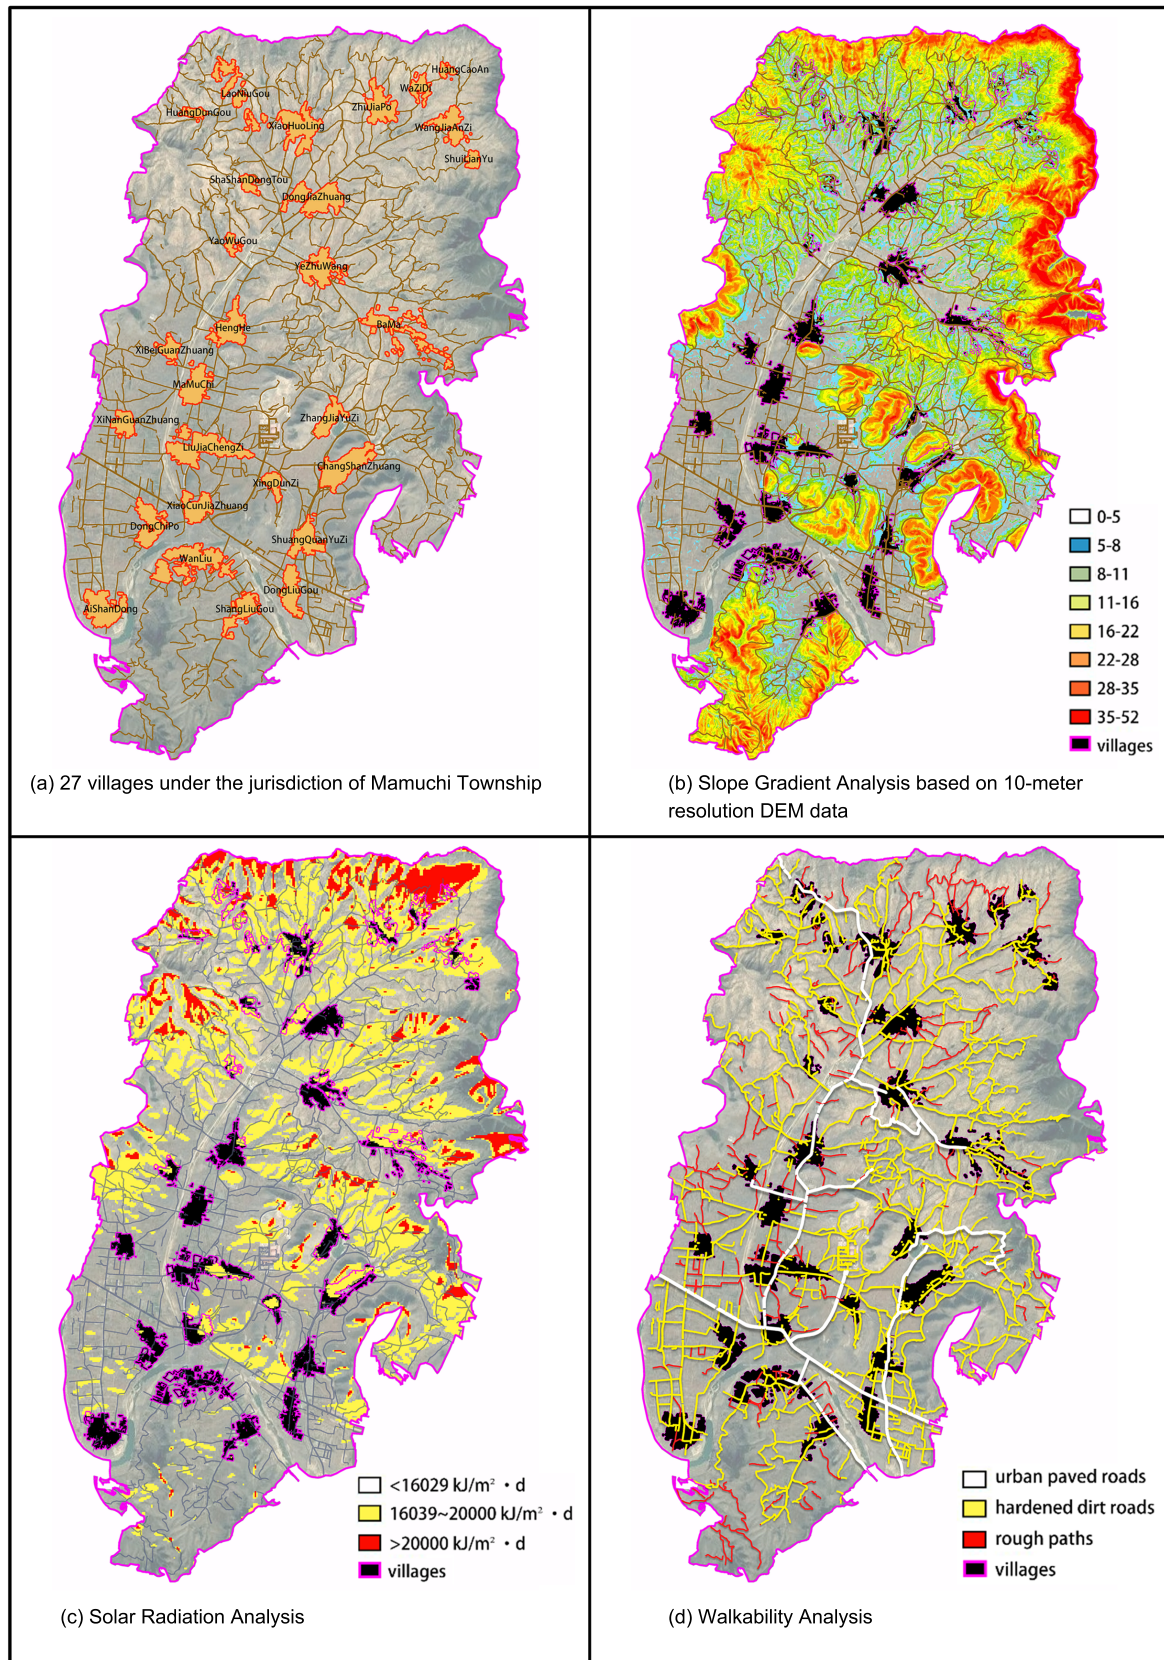 HuangCaoAn
LaoNiuGou
WaZiDi
HuangDunGou
ZhuJiaPo
XiaoHuoLing
WangJiaAnZi
ShuiLianYu
ShaShanDongTou
DongJiaZhuang
YaoWuGou
YeZhuWang
HengHe
BaMa
XiBeiGuanZhuang
MaMuChi
XiNanGuanZhuang
ZhangJiaYuZi
LiuJiaChengZi
ChangShanZhuang
XingDunZi
XiaoCunJiaZhuang
DongChiPo
ShuangQuanYuZi
WanLiu
DongLiuGou
AiShanDong
ShangLiuGou
(a) 27 villages under the jurisdiction of Mamuchi Township
0-5
5-8
8-11
11-16
16-22
22-28
28-35
35-52
villages
(b) Slope Gradient Analysis based on 10-meter
resolution DEM data
<16029 kJ/m² · d
16039~20000 kJ/m² · d
>20000 kJ/m² · d
villages
(c) Solar Radiation Analysis
urban paved roads
hardened dirt roads
rough paths
villages
(d) Walkability Analysis